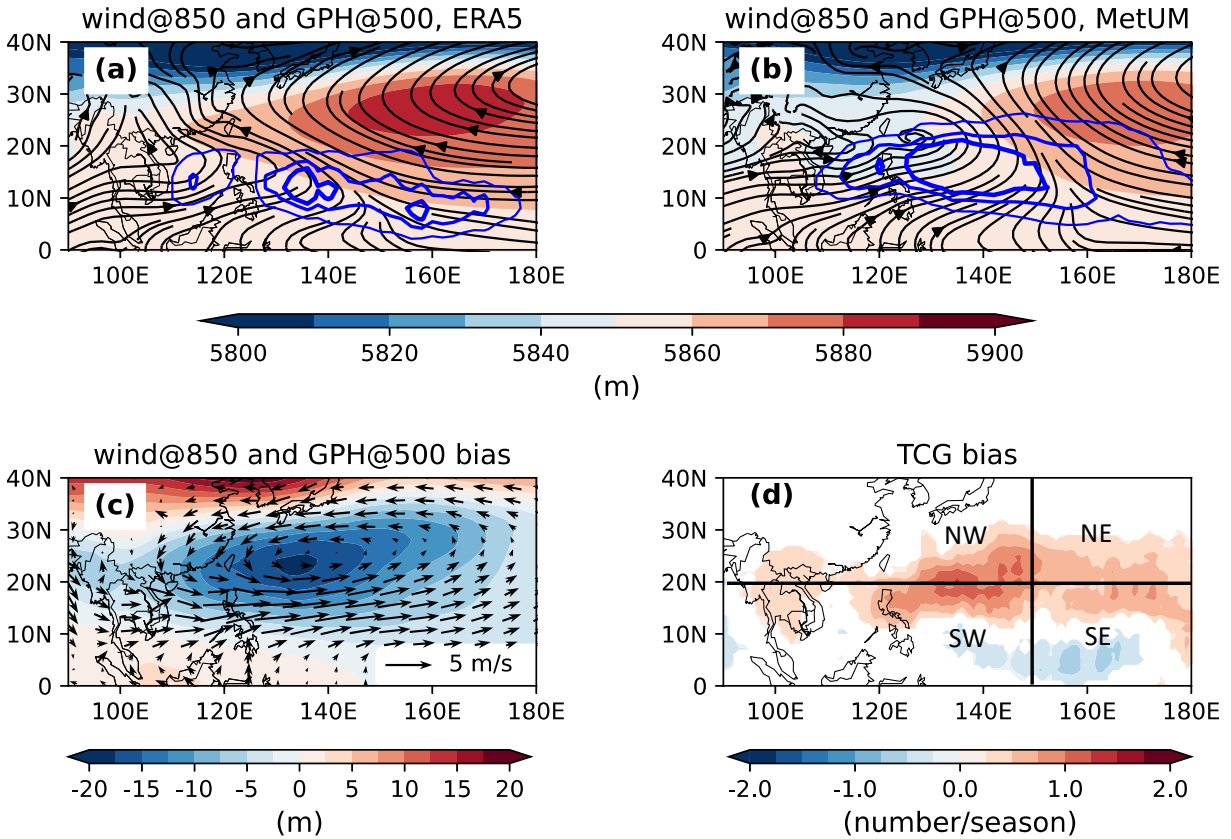 wind@850 and GPH@500, ERA5
wind@850 and GPH@500, MetUM
40N
30N
20N
10N
0
(a)
100E 120E 140E 160E 180E
40N
30N
20N
10N
0
(b)
100E 120E 140E 160E 180E
5800 5820 5840 5860 5880 5900
(m)
wind@850 and GPH@500 bias
TCG bias
40N
30N
20N
10N
0
(c)
5 m/s
100E 120E 140E 160E 180E
40N
30N
20N
10N
0
(d)
NW NE
SW SE
100E 120E 140E 160E 180E
-20 -15 -10 -5 0 5 10 15 20
(m)
-2.0 -1.0 0.0 1.0 2.0
(number/season)